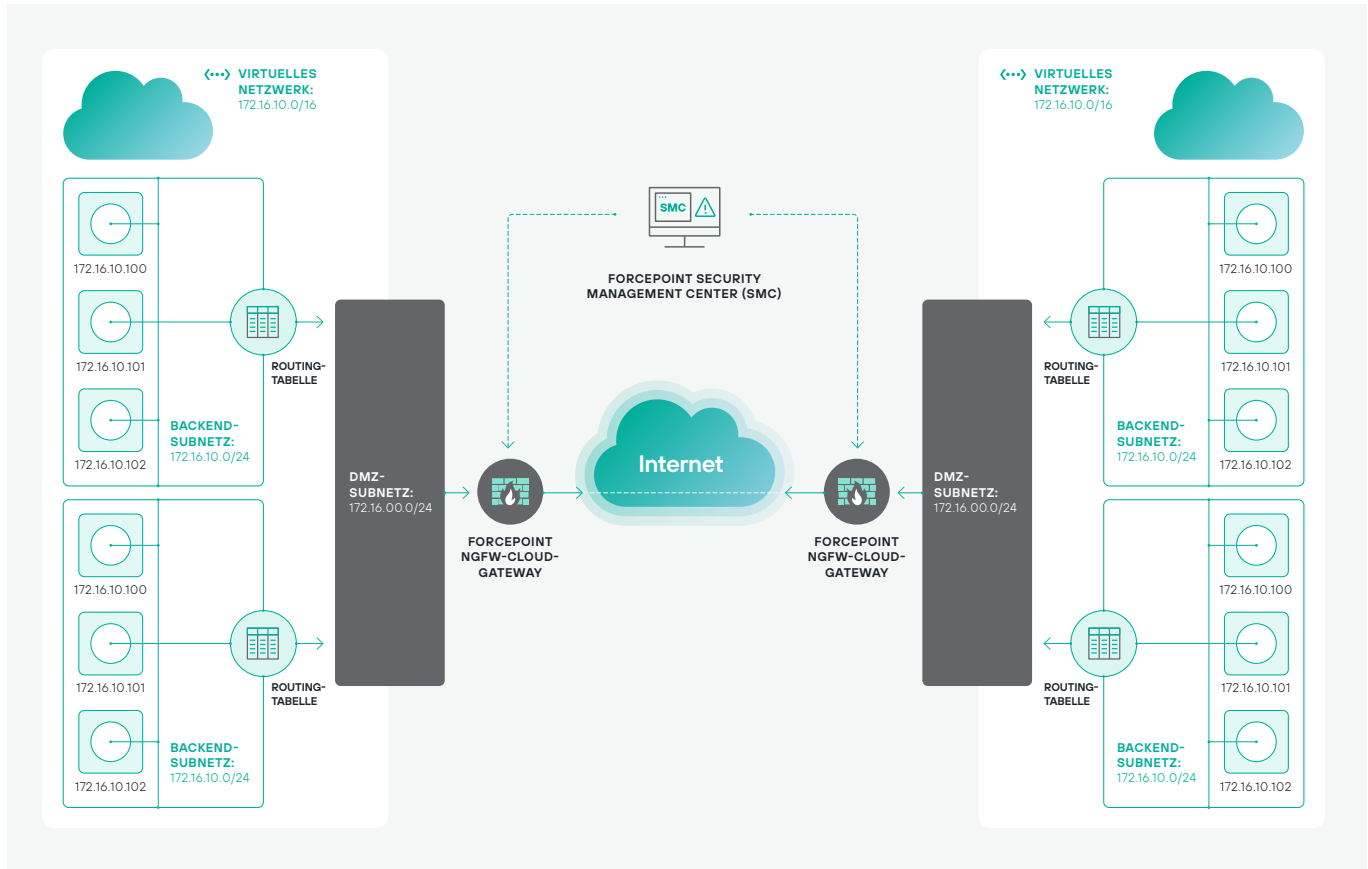 VIRTUELLES
NETZWERK:
172.16.10.0/16
172.16.10.100
172.16.10.101
172.16.10.102
ROUTING-
TABELLE
BACKEND-
SUBNETZ:
172.16.10.0/24
172.16.10.100
172.16.10.101
172.16.10.102
ROUTING-
TABELLE
BACKEND-
SUBNETZ:
172.16.10.0/24
DMZ-
SUBNETZ:
172.16.00.0/24
FORCEPOINT
NGFW-CLOUD-
GATEWAY
SMC
FORCEPOINT SECURITY
MANAGEMENT CENTER (SMC)
Internet
FORCEPOINT
NGFW-CLOUD-
GATEWAY
DMZ-
SUBNETZ:
172.16.00.0/24
VIRTUELLES
NETZWERK:
172.16.10.0/16
ROUTING-
TABELLE
BACKEND-
SUBNETZ:
172.16.10.0/24
172.16.10.100
172.16.10.101
172.16.10.102
ROUTING-
TABELLE
BACKEND-
SUBNETZ:
172.16.10.0/24
172.16.10.100
172.16.10.101
172.16.10.102